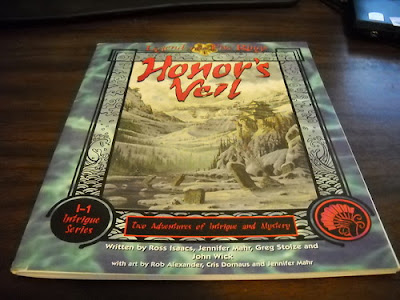 Honor's
Veil
I-1
Intrigue
Series
Two Adventures of Intrigue and Mystery
Written by Ross Isaacs, Jennifer Mahr, Greg Stolze and
John Wick
with art by Rob Alexander, Cris Dornaus and Jennifer Mahr